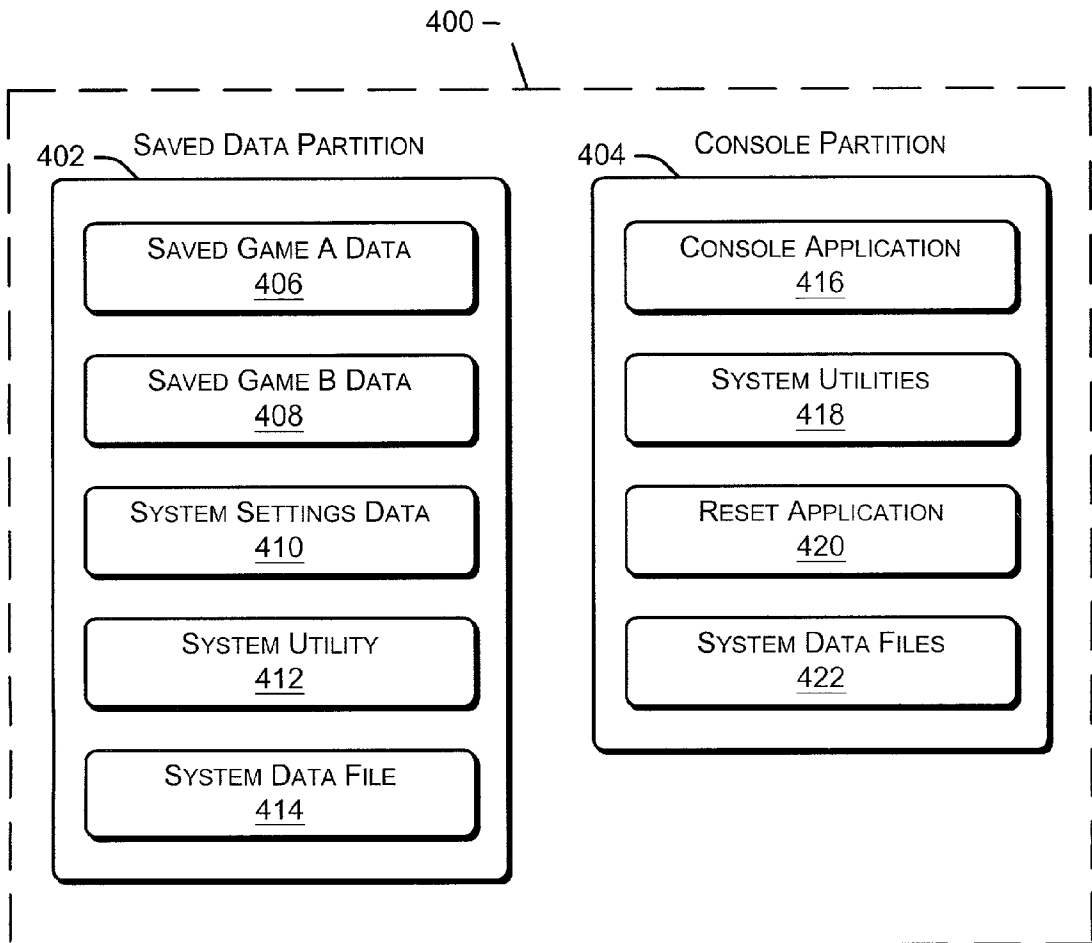 400
SAVED DATA PARTITION
402
SAVED GAME A DATA
406
SAVED GAME B DATA
408
SYSTEM SETTINGS DATA
410
SYSTEM UTILITY
412
SYSTEM DATA FILE
414
CONSOLE PARTITION
404
CONSOLE APPLICATION
416
SYSTEM UTILITIES
418
RESET APPLICATION
420
SYSTEM DATA FILES
422